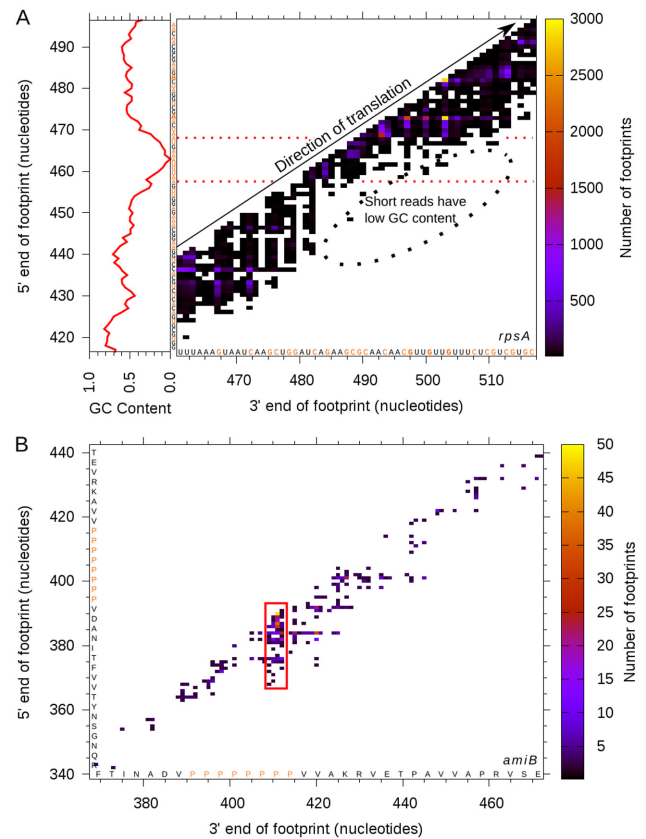 A
490
480
470
460
450
440
430
420
5' end of footprint (nucleotides)
1.0
0.5
0.0
GC Content
Direction of translation
Short reads have
low GC content
rpsA
UUUAAAGUAAUCAAGCUGGAUCAGAAGCGCAACAACGUUGUUGUUUCUCGUCGUGC
470
480
490
500
510
3' end of footprint (nucleotides)
3000
2500
2000
1500
1000
500
Number of footprints
B
440
420
400
380
360
340
5' end of footprint (nucleotides)
T
E
V
R
K
A
V
V
P
P
P
P
P
P
P
P
V
D
A
N
I
T
F
V
V
T
Y
N
S
G
N
Q
R
amiB
F T I N A D V P P P P P P P P V V A K R V E T P A V V A P R V S E
380
400
420
440
460
3' end of footprint (nucleotides)
50
45
40
35
30
25
20
15
10
5
Number of footprints